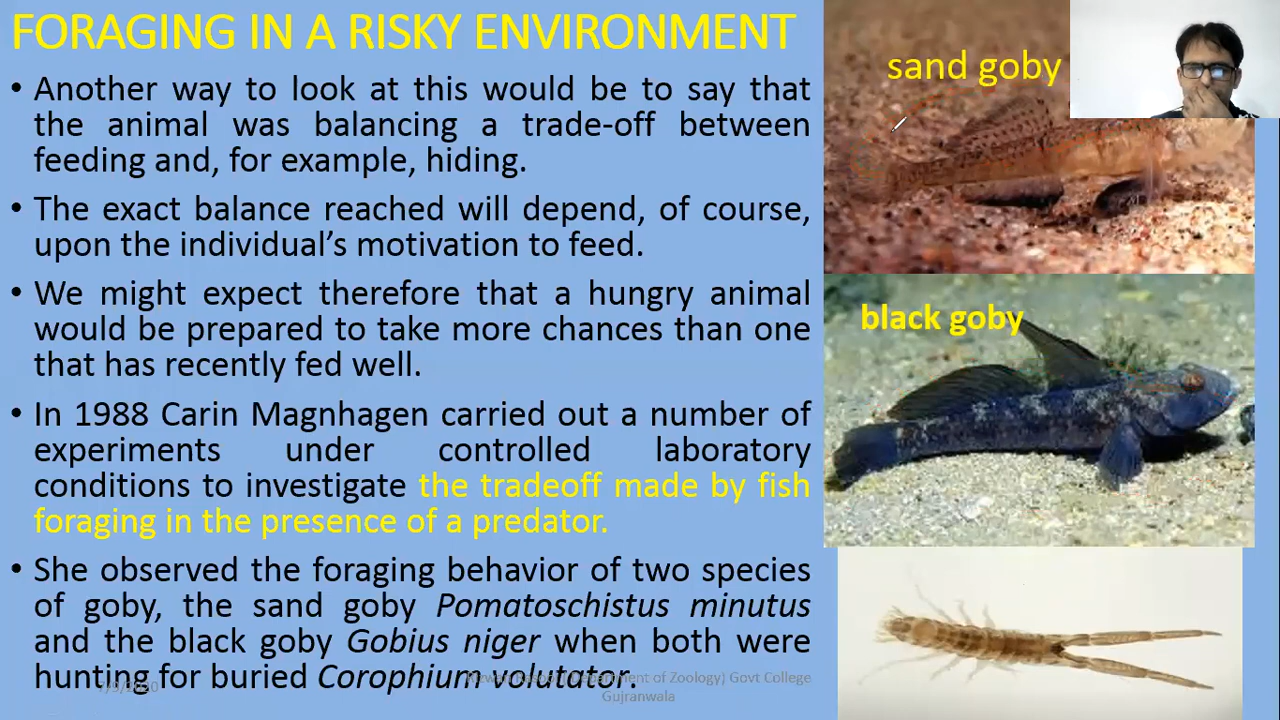 FORAGING IN A RISKY ENVIRONMENT
• Another way to look at this would be to say that
the animal was balancing a trade-off between
feeding and, for example, hiding.
• The exact balance reached will depend, of course,
upon the individual's motivation to feed.
• We might expect therefore that a hungry animal
would be prepared to take more chances than one
that has recently fed well.
• In 1988 Carin Magnhagen carried out a number of
experiments under controlled laboratory
conditions to investigate the tradeoff made by fish
foraging in the presence of a predator.
• She observed the foraging behavior of two species
of goby, the sand goby Pomatoschistus minutus
and the black goby Gobius niger when both were
hunting for buried Corophium volutator.
(Department of Zoology) Govt College
Gujranwala
sand goby
black goby